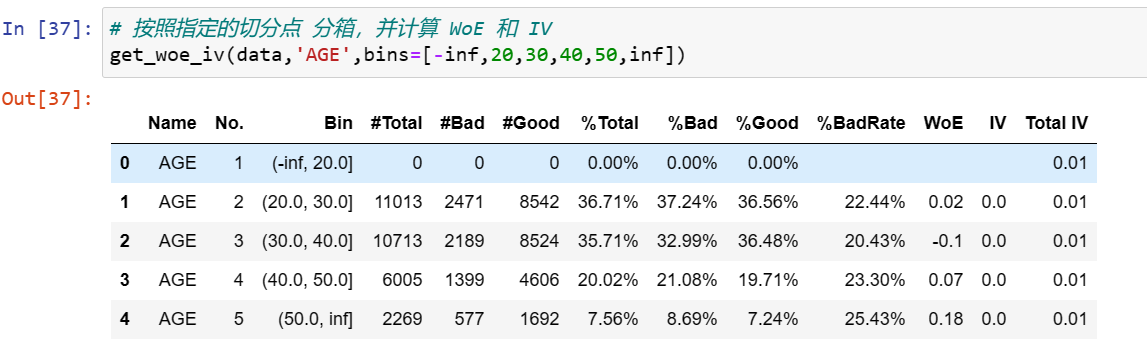 In [37]: # 按照指定的切分点 分箱，并计算 WoE 和 IV
get_woe_iv(data,'AGE',bins=[-inf,20,30,40,50,inf])
Out[37]:
Name No. Bin #Total #Bad #Good %Total %Bad %Good %BadRate WoE IV Total IV
0 AGE 1 (-inf, 20.0] 0 0 0 0.00% 0.00% 0.00% 0.01
1 AGE 2 (20.0, 30.0] 11013 2471 8542 36.71% 37.24% 36.56% 22.44% 0.02 0.0 0.01
2 AGE 3 (30.0, 40.0] 10713 2189 8524 35.71% 32.99% 36.48% 20.43% -0.1 0.0 0.01
3 AGE 4 (40.0, 50.0] 6005 1399 4606 20.02% 21.08% 19.71% 23.30% 0.07 0.0 0.01
4 AGE 5 (50.0, inf] 2269 577 1692 7.56% 8.69% 7.24% 25.43% 0.18 0.0 0.01